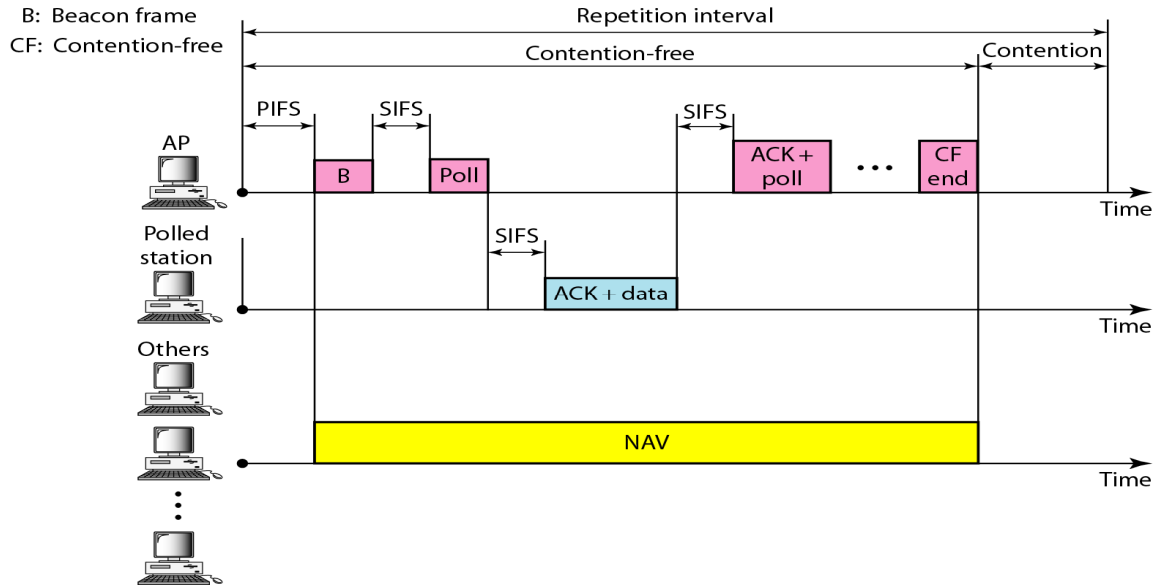 B: Beacon frame
CF: Contention-free
Repetition interval
Contention-free
Contention
PIFS
SIFS
SIFS
AP
B
Poll
ACK +
poll
CF
end
Time
Polled
station
SIFS
ACK + data
Time
Others
NAV
Time